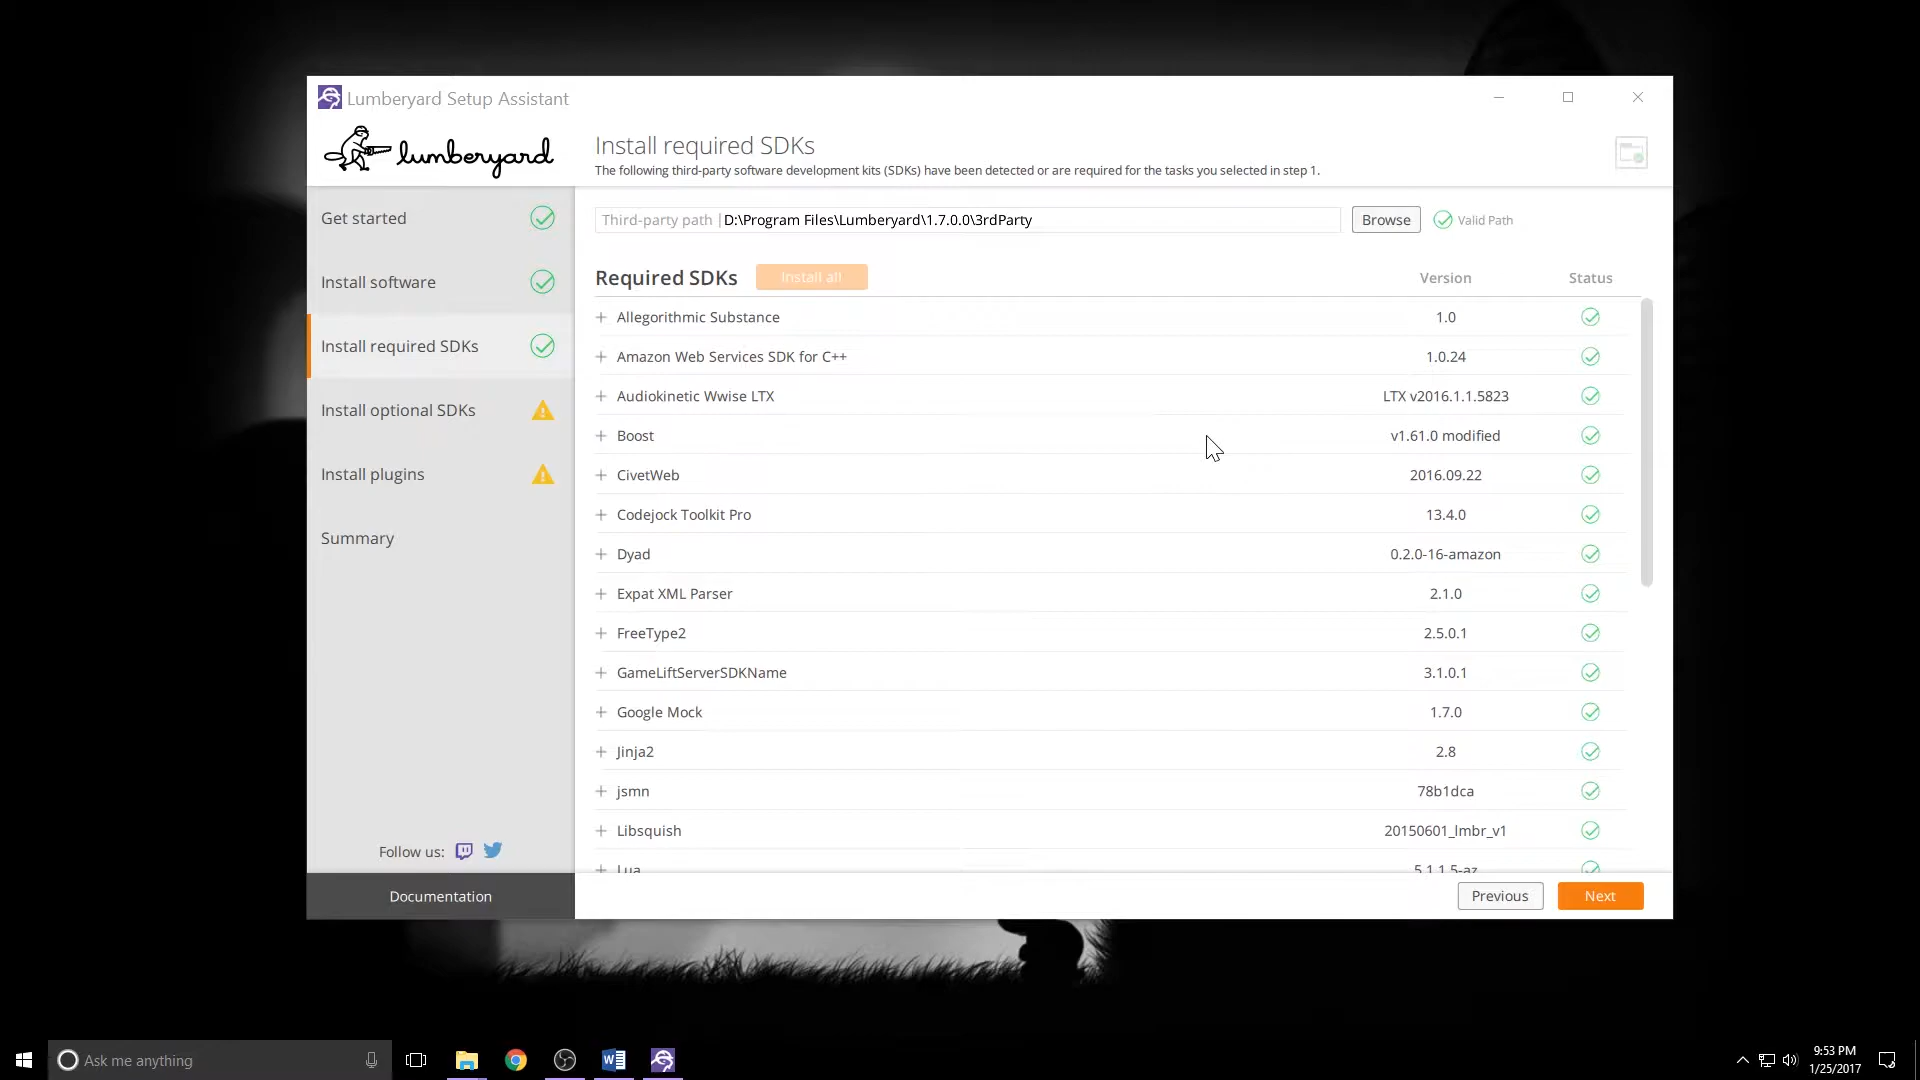 Lumberyard Setup Assistant
lumberyard
Install required SDKs
The following third-party software development kits (SDKs) have been detected or are required for the tasks you selected in step 1.
Get started
Install software
Install required SDKs
Install optional SDKs
Install plugins
Summary
Follow us:
Documentation
Third-party path | D:\Program Files\Lumberyard\1.7.0.0\3rdParty
Browse
Valid Path
Required SDKs Install all Version Status
Allegorithmic Substance 1.0
Amazon Web Services SDK for C++ 1.0.24
Audiokinetic Wwise LTX LTX v2016.1.1.5823
Boost v1.61.0 modified
CivetWeb 2016.09.22
Codejock Toolkit Pro 13.4.0
Dyad 0.2.0-16-amazon
Expat XML Parser 2.1.0
FreeType2 2.5.0.1
GameLiftServerSDKName 3.1.0.1
Google Mock 1.7.0
Jinja2 2.8
jsmn 78b1dca
Libsquish 20150601_lmbr_v1
Lua 5.1.1.5-az
Previous Next
Ask me anything
9:53 PM
1/25/2017